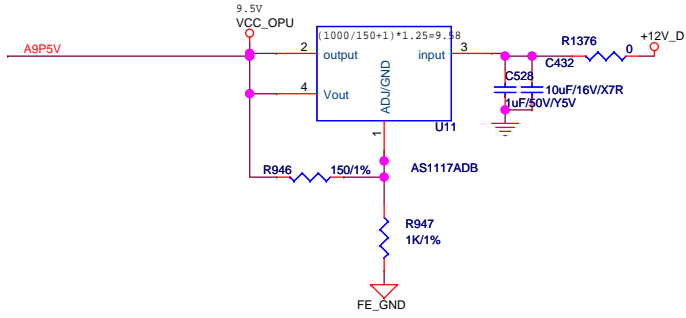 9.5V
VCC_OPU
A9P5V
(1000/150+1)*1.25=9.58
2
output
input
3
4
Vout
ADJ/GND
1
U11
AS1117ADB
R1376
0
+12V_D
C432
C528
10uF/16V/X7R
1uF/50V/Y5V
R946
150/1%
R947
1K/1%
FE_GND